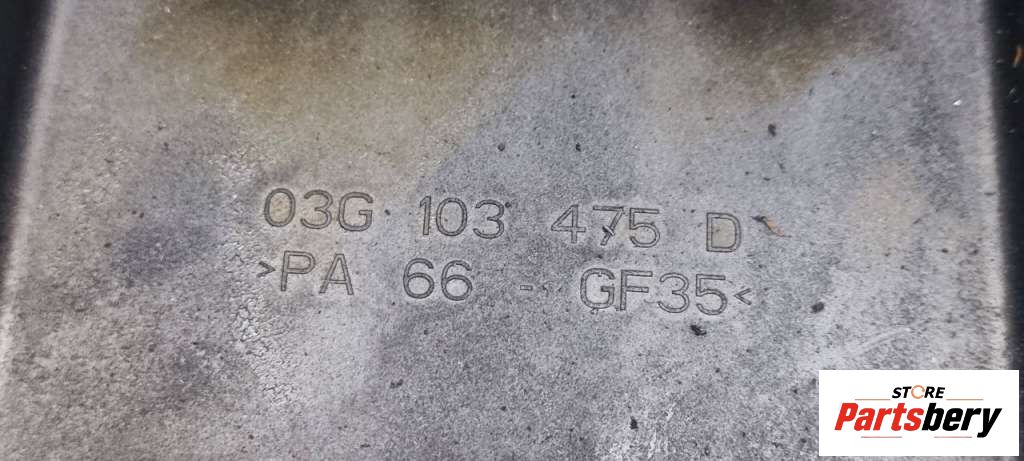 03G 103 475 D
>PA 66 - GF35<
STORE
Partsbery